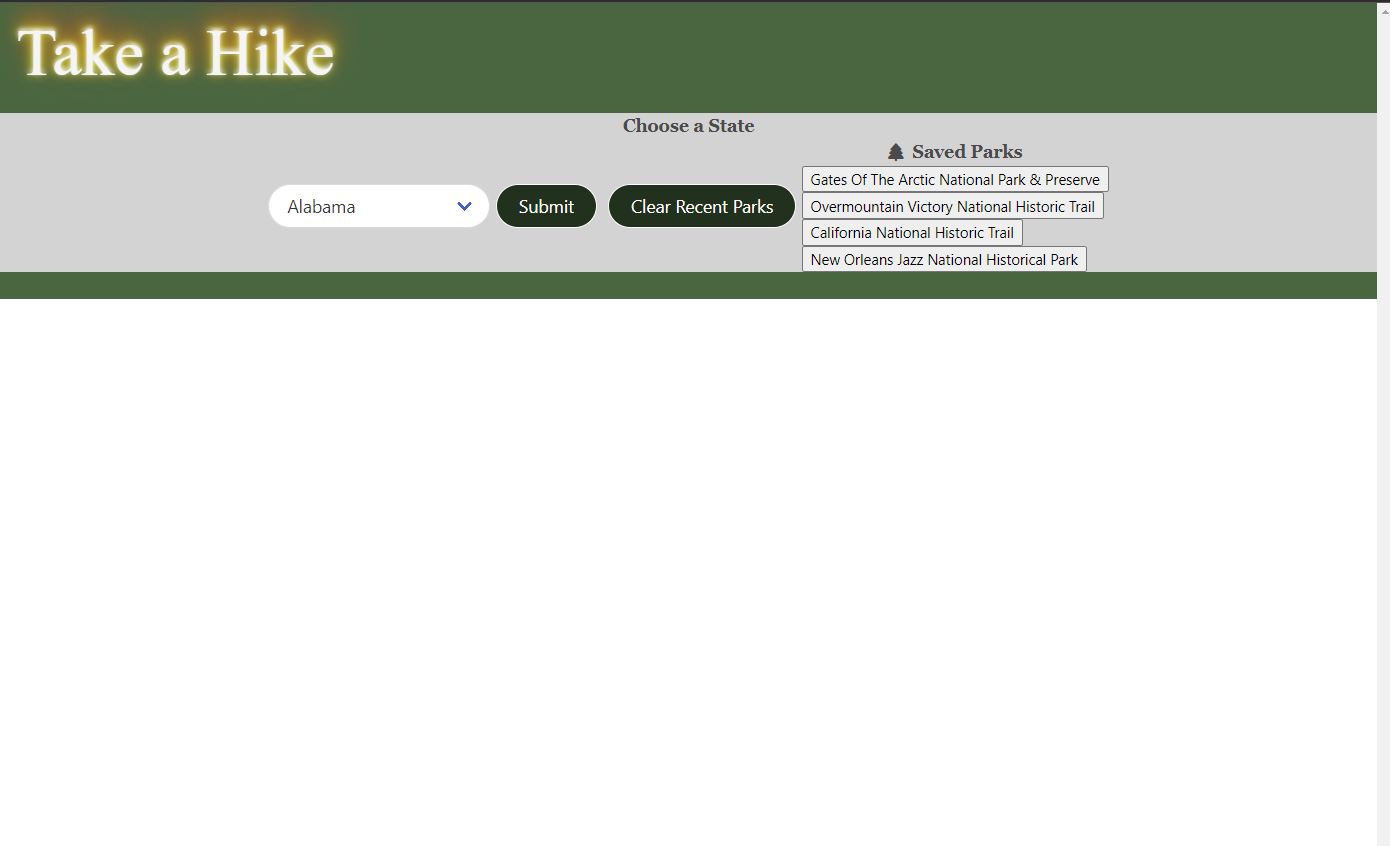 Take a Hike
Choose a State
Saved Parks
Alabama
Submit
Clear Recent Parks
Gates Of The Arctic National Park & Preserve
Overmountain Victory National Historic Trail
California National Historic Trail
New Orleans Jazz National Historical Park